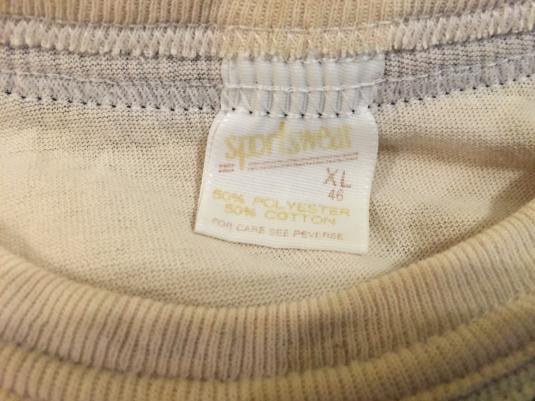 sportswear
XL
46
50% POLYESTER
50% COTTON
FOR CARE SEE REVERSE